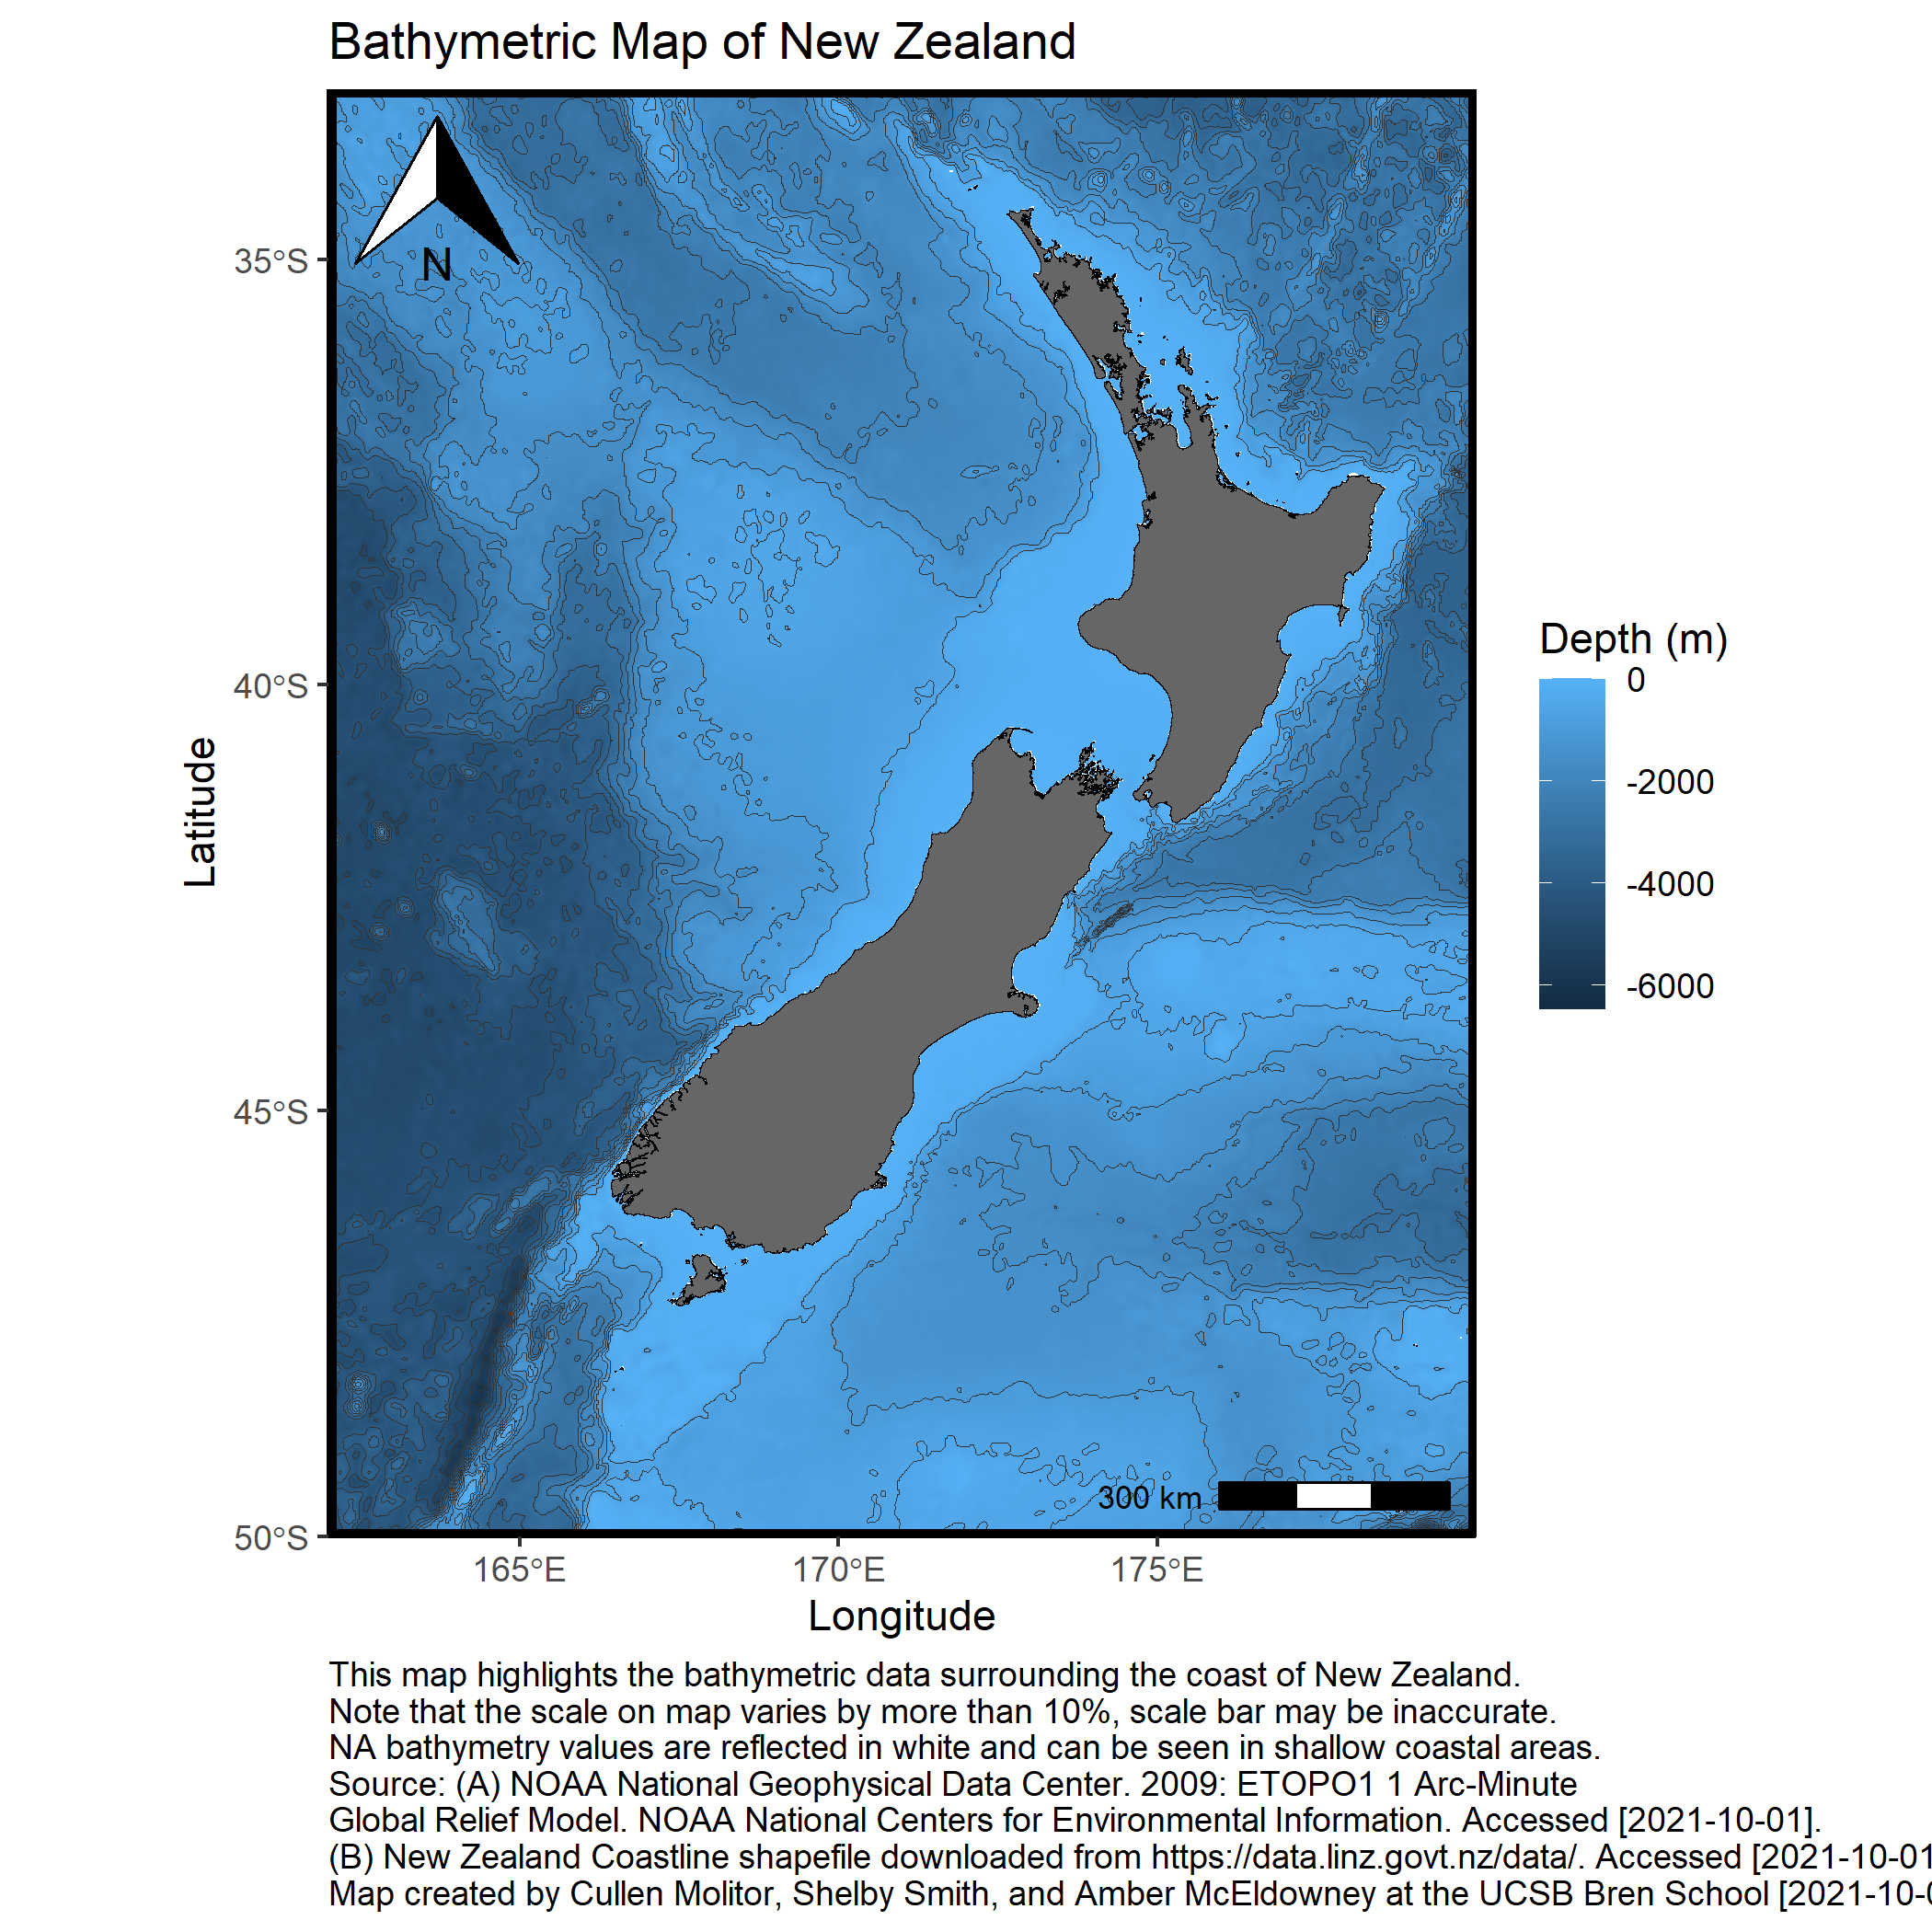 Bathymetric Map of New Zealand
N
35°S
40°S
45°S
50°S
Latitude
165°E
170°E
175°E
Longitude
300 km
Depth (m)
0
-2000
-4000
-6000
This map highlights the bathymetric data surrounding the coast of New Zealand.
Note that the scale on map varies by more than 10%, scale bar may be inaccurate.
NA bathymetry values are reflected in white and can be seen in shallow coastal areas.
Source: (A) NOAA National Geophysical Data Center. 2009: ETOPO1 1 Arc-Minute
Global Relief Model. NOAA National Centers for Environmental Information. Accessed [2021-10-01].
(B) New Zealand Coastline shapefile downloaded from https://data.linz.govt.nz/data/. Accessed [2021-10-01
Map created by Cullen Molitor, Shelby Smith, and Amber McEldowney at the UCSB Bren School